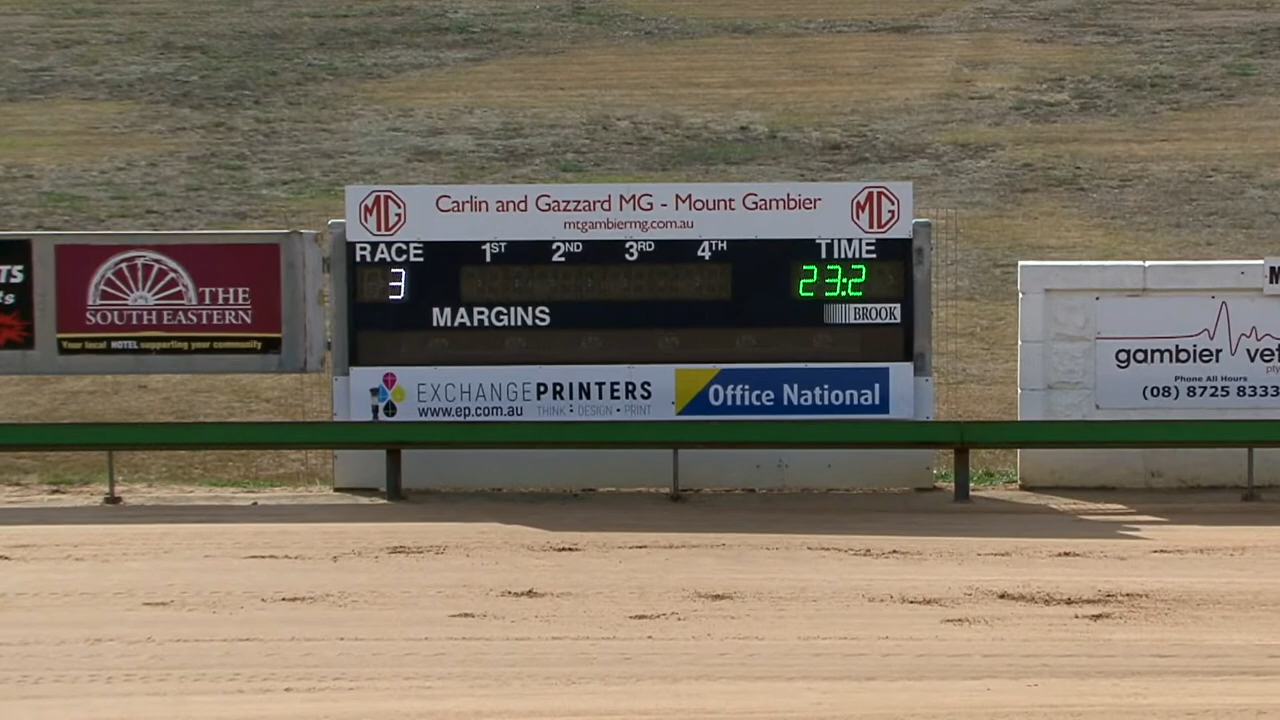 MG
Carlin and Gazzard MG - Mount Gambier
mtgambiermg.com.au
MG
RACE 1ST 2ND 3RD 4TH TIME
3 23:2
MARGINS
BROOK
EXCHANGEPRINTERS
www.ep.com.au THINK : DESIGN · PRINT
Office National
TS
s
THE
SOUTH EASTERN
Your local HOTEL supporting your community
M
gambier vet
pty
Phone All Hours
(08) 8725 8333